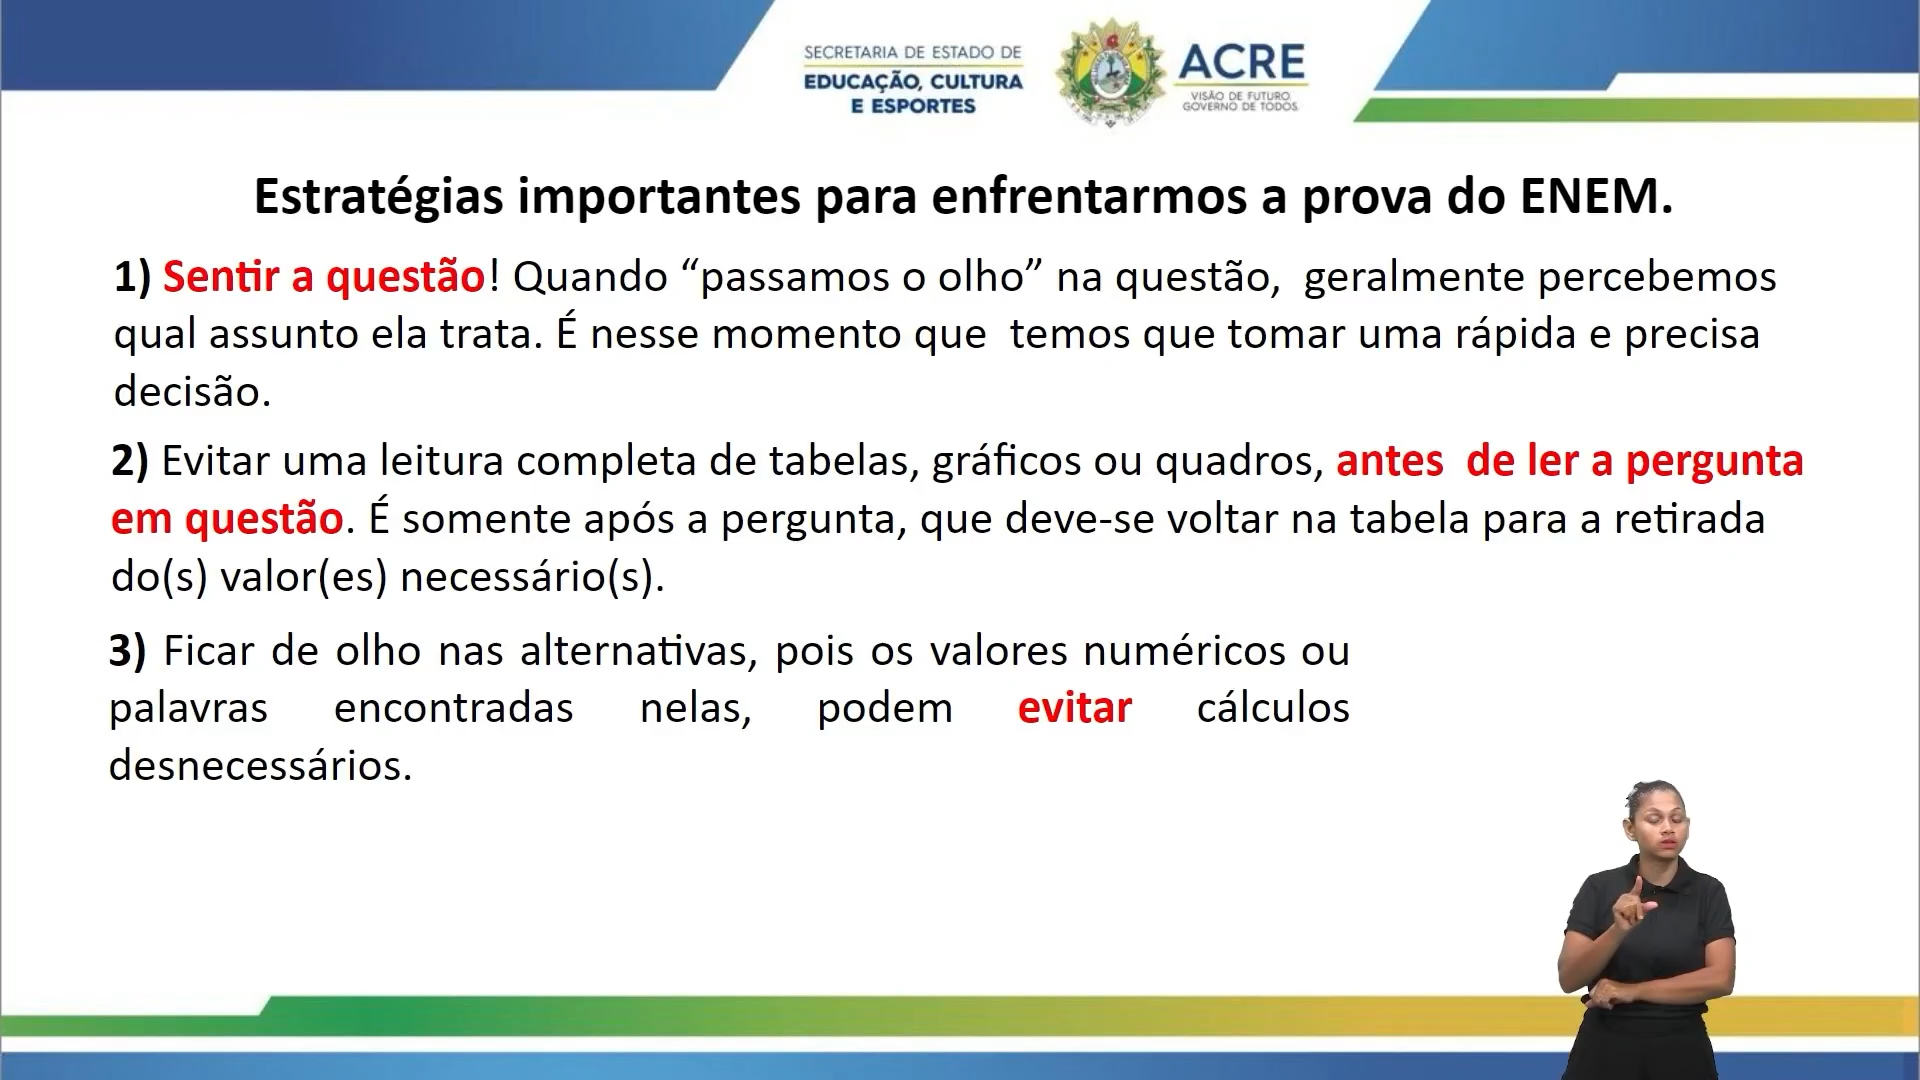 SECRETARIA DE ESTADO DE
EDUCAÇÃO, CULTURA
E ESPORTES
ACRE
VISÃO DE FUTURO.
GOVERNO DE TODOS.
Estratégias importantes para enfrentarmos a prova do ENEM.
1) Sentir a questão! Quando “passamos o olho” na questão,  geralmente percebemos
qual assunto ela trata. É nesse momento que  temos que tomar uma rápida e precisa
decisão.
2) Evitar uma leitura completa de tabelas, gráficos ou quadros, antes  de ler a pergunta
em questão. É somente após a pergunta, que deve-se voltar na tabela para a retirada
do(s) valor(es) necessário(s).
3) Ficar de olho nas alternativas, pois os valores numéricos ou
palavras encontradas nelas, podem evitar cálculos
desnecessários.